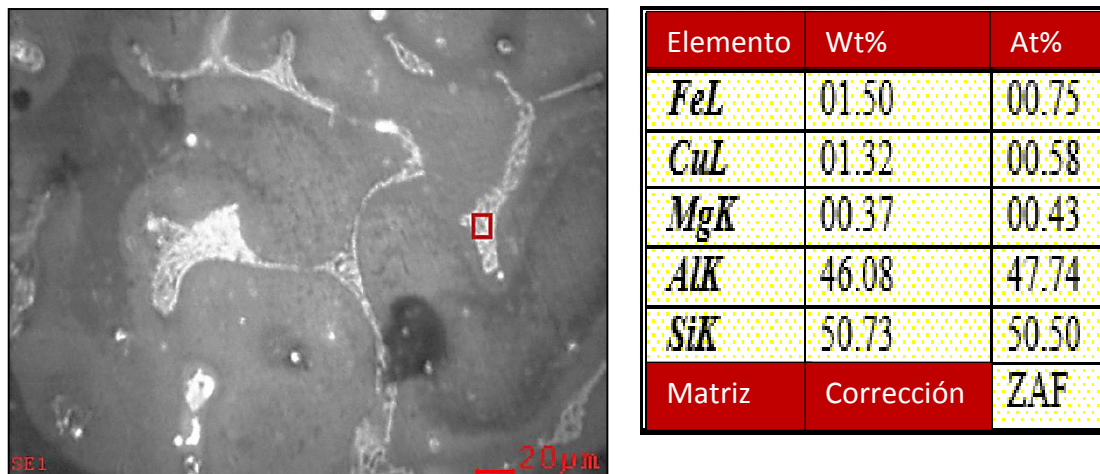 SE1
20µm
Elemento Wt% At%
FeL 01.50 00.75
CuL 01.32 00.58
MgK 00.37 00.43
AlK 46.08 47.74
SiK 50.73 50.50
Matriz Corrección ZAF